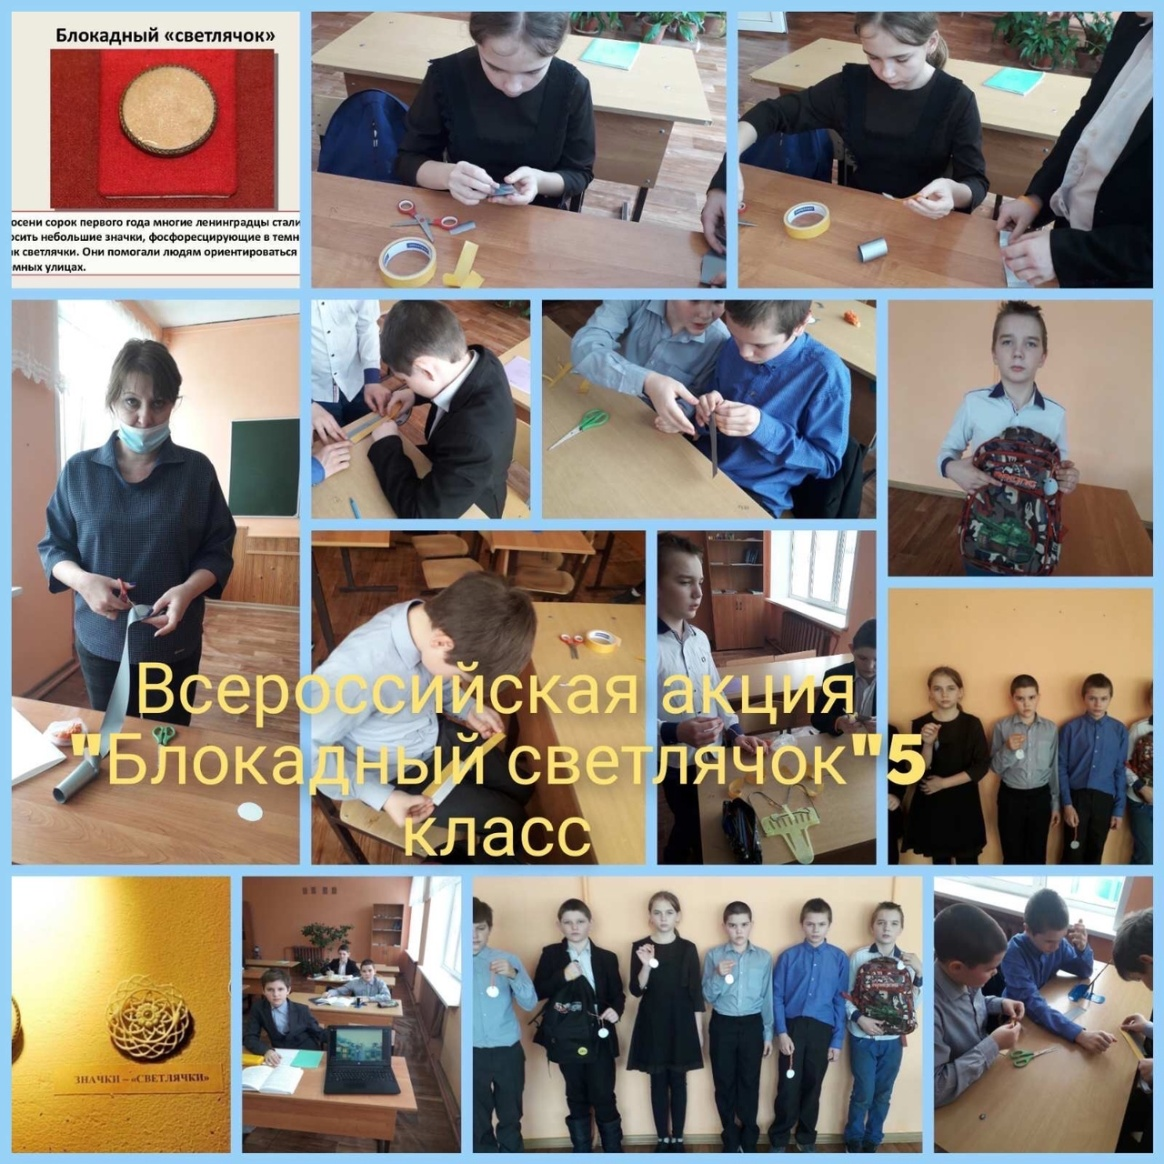 Блокадный «светлячок»
осени сорок первого года многие ленинградцы стали
осить небольшие значки, фосфоресцирующие в темн
ак светлячки. Они помогали людям ориентироваться
мных улицах.
Всероссийская акция
"Блокадный светлячок"5
класс
ЗНАЧКИ – «СВЕТЛЯЧКИ»